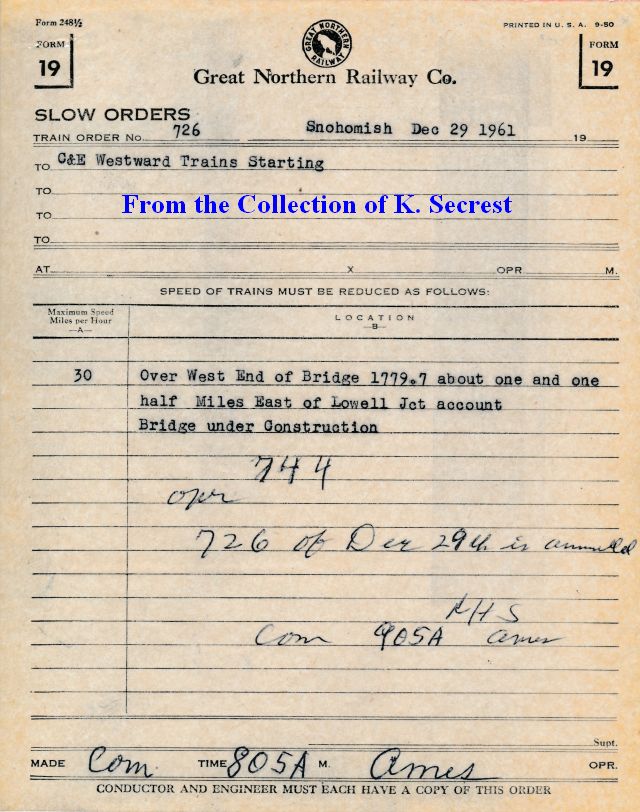 Form 248½
PRINTED IN U. S. A. 9-50
FORM
19
GREAT NORTHERN RAILWAY
FORM
19
Great Northern Railway Co.
SLOW ORDERS
TRAIN ORDER No. 726 Snohomish Dec 29 1961 19
TO C&E Westward Trains Starting
TO
From the Collection of K. Secrest
TO
TO
AT X OPR M.
SPEED OF TRAINS MUST BE REDUCED AS FOLLOWS:
Maximum Speed
Miles per Hour
—A—
LOCATION
—B—
30 Over West End of Bridge 1779.7 about one and one
half Miles East of Lowell Jct account
Bridge under Construction
744
opr
726 of Dec 29th is annulled
RHS
Com 905A Ames
Supt.
MADE Com TIME 805A M. Ames OPR.
CONDUCTOR AND ENGINEER MUST EACH HAVE A COPY OF THIS ORDER